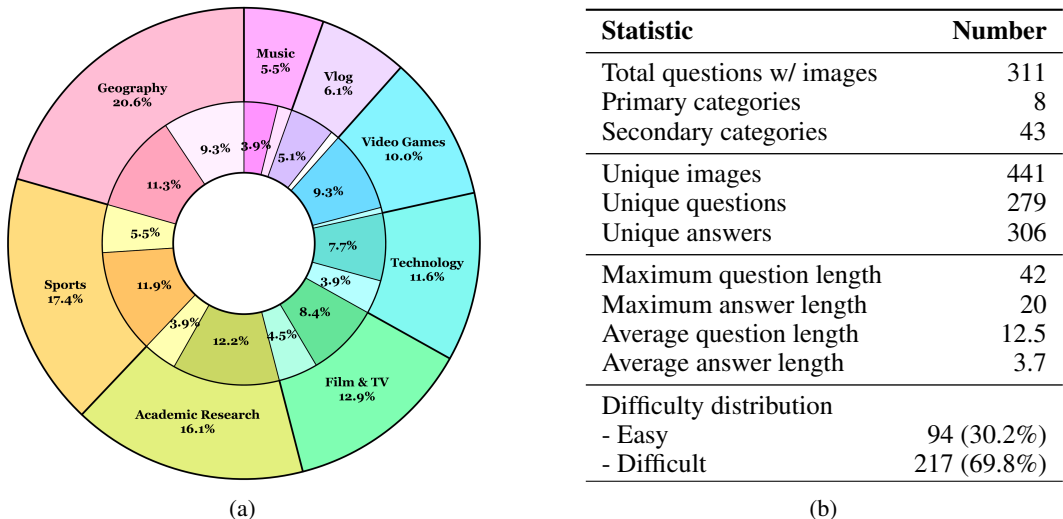 Music
5.5%
Vlog
6.1%
Video Games
10.0%
Technology
11.6%
Film & TV
12.9%
Academic Research
16.1%
Sports
17.4%
Geography
20.6%
3.9%
5.1%
9.3%
7.7%
3.9%
8.4%
4.5%
12.2%
3.9%
11.9%
5.5%
11.3%
9.3%
(a)
Statistic Number
Total questions w/ images 311
Primary categories 8
Secondary categories 43
Unique images 441
Unique questions 279
Unique answers 306
Maximum question length 42
Maximum answer length 20
Average question length 12.5
Average answer length 3.7
Difficulty distribution
- Easy 94 (30.2%)
- Difficult 217 (69.8%)
(b)